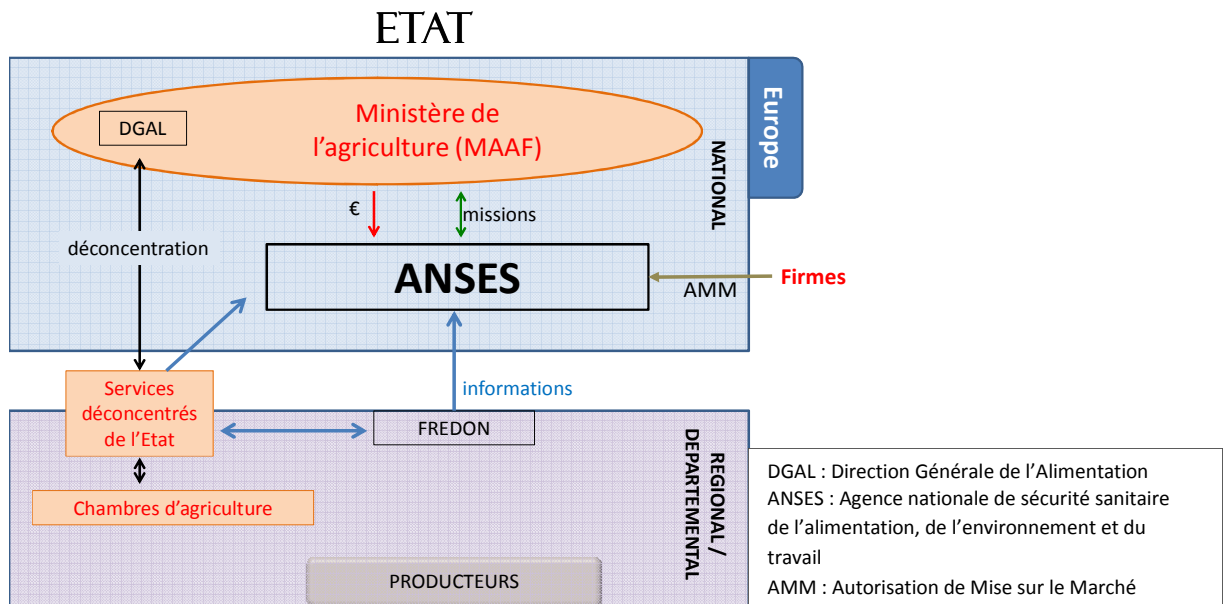 ETAT
DGAL
Ministère de
l'agriculture (MAAF)
Europe
NATIONAL
€
missions
déconcentration
ANSES
AMM
Firmes
Services
déconcentrés
de l'Etat
informations
FREDON
REGIONAL /
DEPARTEMENTAL
Chambres d'agriculture
PRODUCTEURS
DGAL : Direction Générale de l'Alimentation
ANSES : Agence nationale de sécurité sanitaire
de l'alimentation, de l'environnement et du
travail
AMM : Autorisation de Mise sur le Marché